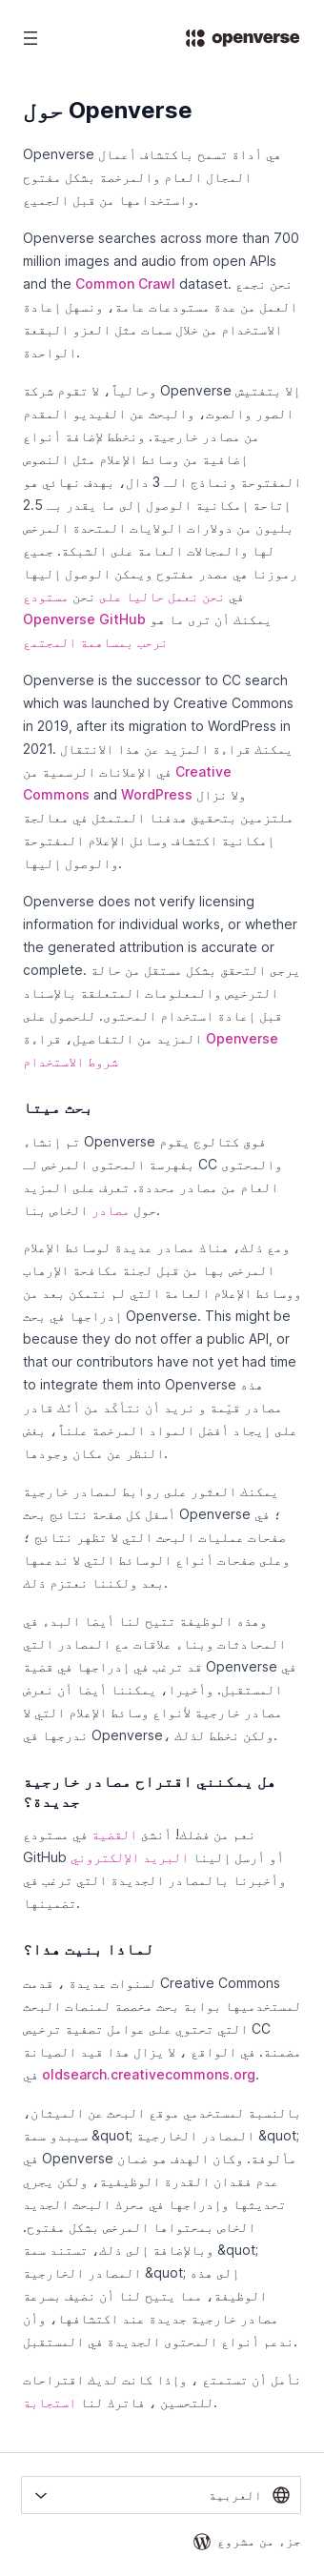 openverse
حول Openverse
Openverse هي أداة تسمح باكتشاف أعمال
المجال العام والمرخصة بشكل مفتوح
واستخدامها من قبل الجميع.
Openverse searches across more than 700
million images and audio from open APIs
and the Common Crawl dataset. نحن نجمع
العمل من عدة مستودعات عامة، ونسهل إعادة
الاستخدام من خلال سمات مثل العزو البقعة
الواحدة.
وحالياً، لا تقوم شركة Openverse إلا بتفتيش
الصور والصوت، والبحث عن الفيديو المقدم
من مصادر خارجية. ونخطط لإضافة أنواع
إضافية من وسائط الإعلام مثل النصوص
المفتوحة ونماذج الـ 3 دال، بهدف نهائي هو
إتاحة إمكانية الوصول إلى ما يقدر بـ 2.5
بليون من دولارات الولايات المتحدة المرخص
لها والمجالات العامة على الشبكة. جميع
رموزنا هي مصدر مفتوح ويمكن الوصول إليها
في نحن نعمل حاليا على نحن مستودع
Openverse GitHub يمكنك أن ترى ما هو
نرحب بمساهمة المجتمع
Openverse is the successor to CC search
which was launched by Creative Commons
in 2019, after its migration to WordPress in
2021. يمكنك قراءة المزيد عن هذا الانتقال
في الإعلانات الرسمية من Creative
Commons and WordPress ولا نزال
ملتزمين بتحقيق هدفنا المتمثل في معالجة
إمكانية اكتشاف وسائل الإعلام المفتوحة
والوصول إليها.
Openverse does not verify licensing
information for individual works, or whether
the generated attribution is accurate or
complete. يرجى التحقق بشكل مستقل من حالة
الترخيص والمعلومات المتعلقة بالإسناد
قبل إعادة استخدام المحتوى. للحصول على
المزيد من التفاصيل، قراءة Openverse
شروط الاستخدام
بحث ميتا
تم إنشاء Openverse فوق كتالوج يقوم
بفهرسة المحتوى المرخص لـ CC والمحتوى
العام من مصادر محددة. تعرف على المزيد
حول مصادر الخاص بنا.
ومع ذلك، هناك مصادر عديدة لوسائط الإعلام
المرخص بها من قبل لجنة مكافحة الإرهاب
ووسائط الإعلام العامة التي لم نتمكن بعد من
إدراجها في بحث Openverse. This might be
because they do not offer a public API, or
that our contributors have not yet had time
to integrate them into Openverse هذه
مصادر قيّمة و نريد أن نتأكّد من أنّك قادر
على إيجاد أفضل المواد المرخصة علناً، بغض
النظر عن مكان وجودها.
يمكنك العثور على روابط لمصادر خارجية
أسفل كل صفحة نتائج بحث Openverse في ؛
صفحات عمليات البحث التي لا تظهر نتائج ؛
وعلى صفحات أنواع الوسائط التي لا ندعمها
بعد ولكننا نعتزم ذلك.
وهذه الوظيفة تتيح لنا أيضا البدء في
المحادثات وبناء علاقات مع المصادر التي
قد ترغب في إدراجها في قضية Openverse في
المستقبل. وأخيرا، يمكننا أيضا أن نعرض
مصادر خارجية لأنواع وسائط الإعلام التي لا
ندرجها في Openverse، ولكن نخطط لذلك.
هل يمكنني اقتراح مصادر خارجية
جديدة؟
نعم من فضلك! أنشئ القضية في مستودع
GitHub أو أرسل إلينا البريد الإلكتروني
وأخبرنا بالمصادر الجديدة التي ترغب في
تضمينها.
لماذا بنيت هذا؟
لسنوات عديدة ، قدمت Creative Commons
لمستخدميها بوابة بحث مخصصة لمنصات البحث
التي تحتوي على عوامل تصفية ترخيص CC
مضمنة. في الواقع ، لا يزال هذا قيد الصيانة
في oldsearch.creativecommons.org.
بالنسبة لمستخدمي موقع البحث عن الميثان،
سيبدو سمة &quot; المصادر الخارجية &quot;
في Openverse مألوفة. وكان الهدف هو ضمان
عدم فقدان القدرة الوظيفية، ولكن يجري
تحديثها وإدراجها في محرك البحث الجديد
الخاص بمحتواها المرخص بشكل مفتوح.
وبالإضافة إلى ذلك، تستند سمة &quot;
المصادر الخارجية &quot; إلى هذه
الوظيفة، مما يتيح لنا أن نضيف بسرعة
مصادر خارجية جديدة عند اكتشافها، وأن
ندعم أنواع المحتوى الجديدة في المستقبل.
نأمل أن تستمتع ، وإذا كانت لديك اقتراحات
للتحسين ، فاترك لنا استجابة.
العربية
جزء من مشروع